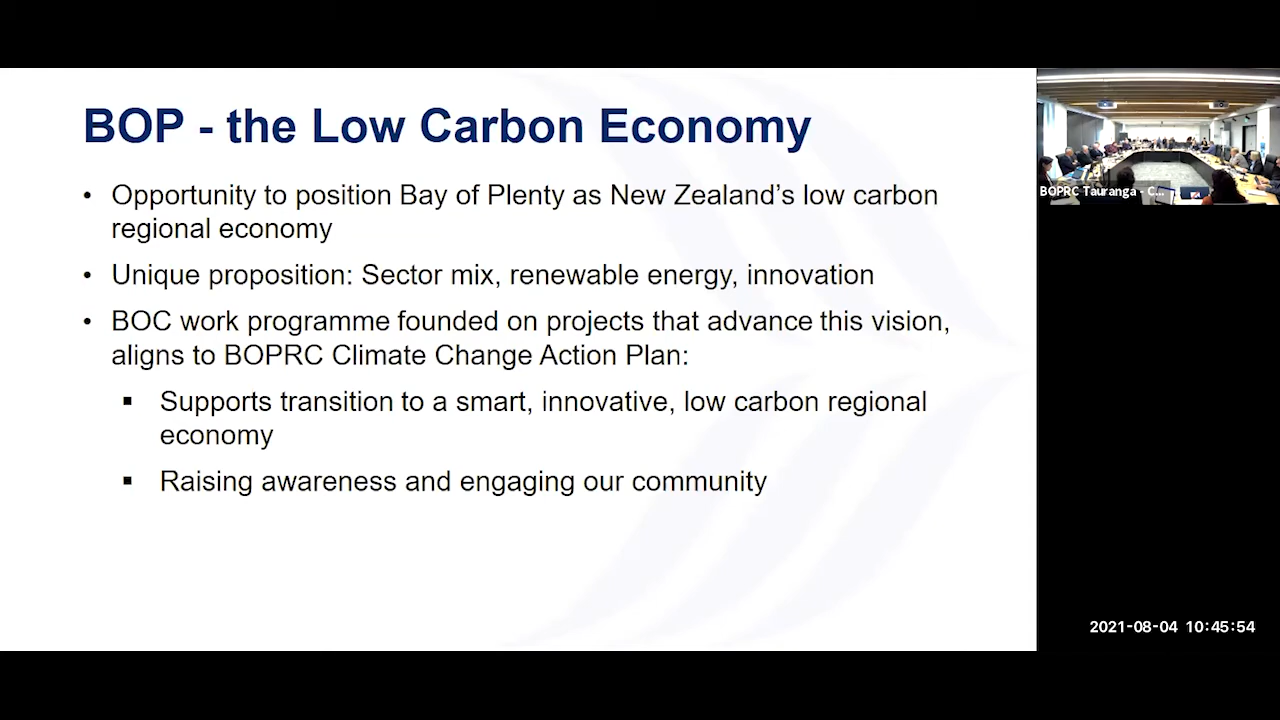 BOP - the Low Carbon Economy
• Opportunity to position Bay of Plenty as New Zealand's low carbon
regional economy
• Unique proposition: Sector mix, renewable energy, innovation
• BOC work programme founded on projects that advance this vision,
aligns to BOPRC Climate Change Action Plan:
▪ Supports transition to a smart, innovative, low carbon regional
economy
▪ Raising awareness and engaging our community
BOPRC Tauranga - C...
2021-08-04 10:45:54